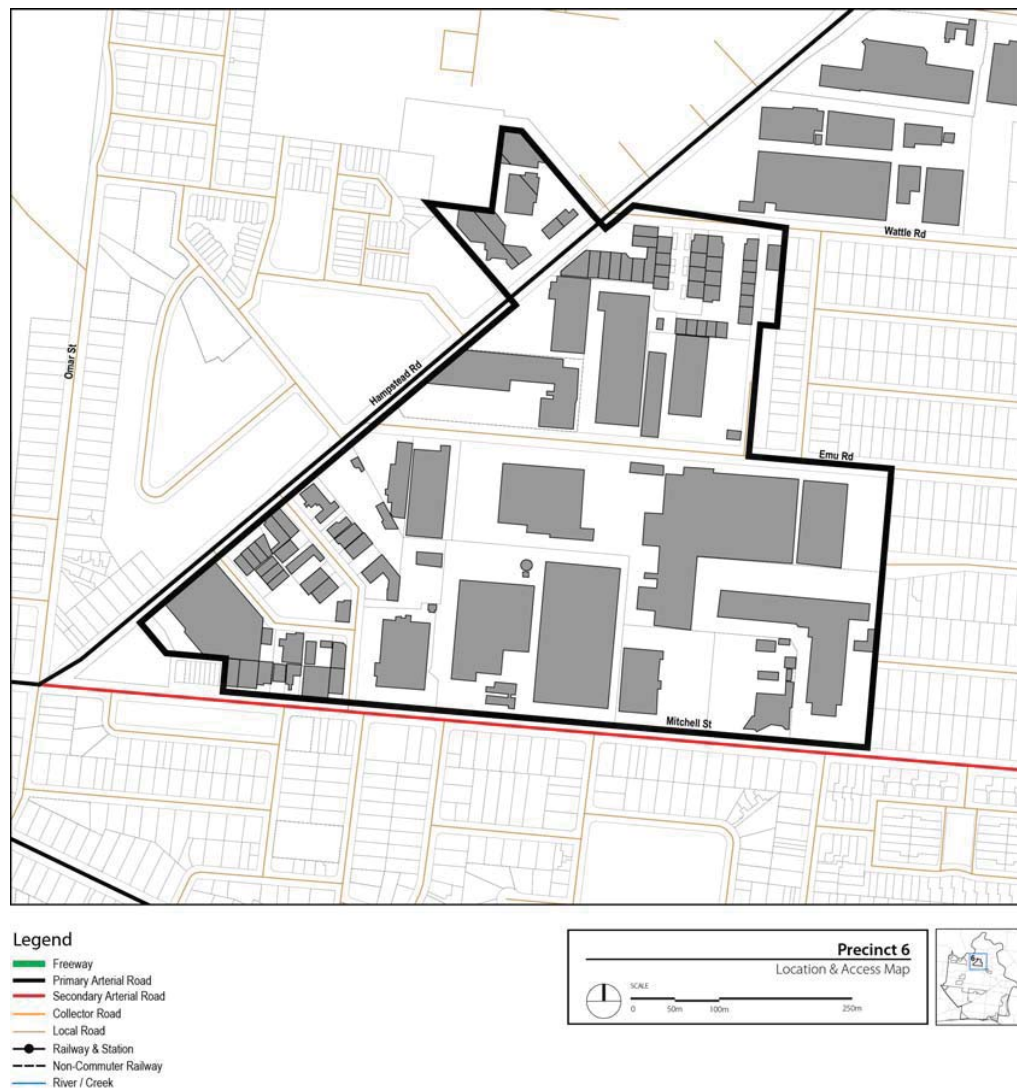 Wattle Rd
Omar St
Hampstead Rd
Emu Rd
Mitchell St
Legend
Freeway
Primary Arterial Road
Secondary Arterial Road
Collector Road
Local Road
Railway & Station
Non-Commuter Railway
River / Creek
Precinct 6
Location & Access Map
SCALE
0 50m 100m 250m
6